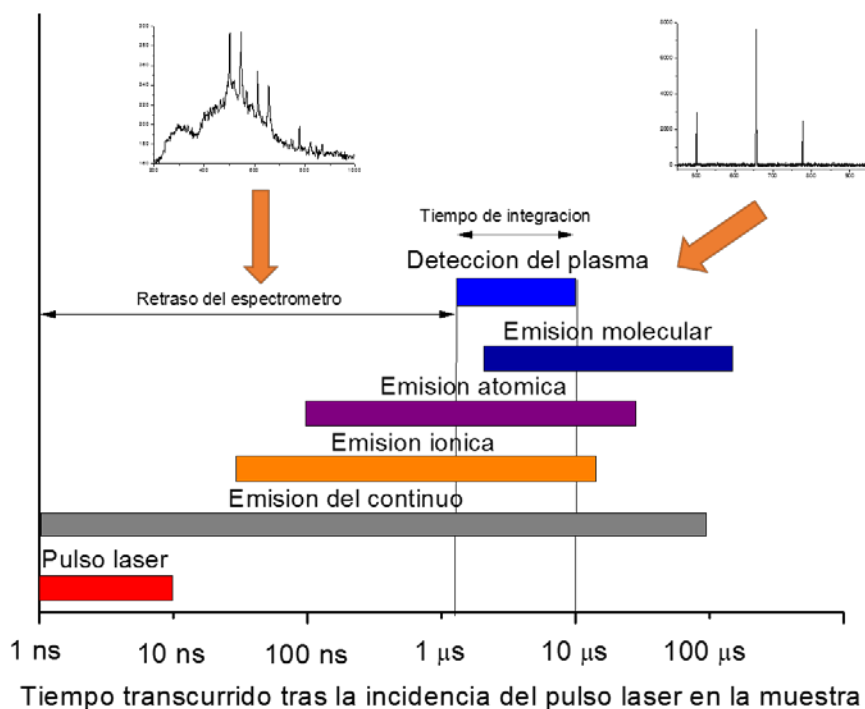 Tiempo de integracion
Deteccion del plasma
Retraso del espectrometro
Emision molecular
Emision atomica
Emision ionica
Emision del continuo
Pulso laser
1 ns
10 ns
100 ns
1 μs
10 μs
100 μs
Tiempo transcurrido tras la incidencia del pulso laser en la muestra